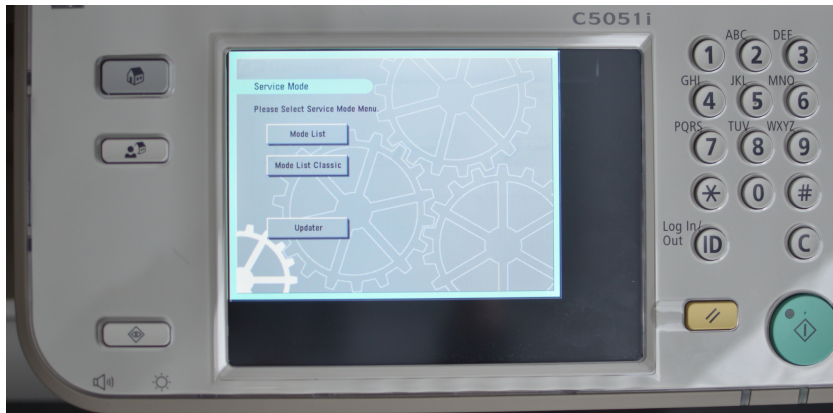 C5051i
Service Mode
Please Select Service Mode Menu.
Mode List
Mode List Classic
Updater
1 ABC 2 DEF 3
GHI 4 JKL 5 MNO 6
PQRS 7 TUV 8 WXYZ 9
* 0 #
Log In/
Out ID C